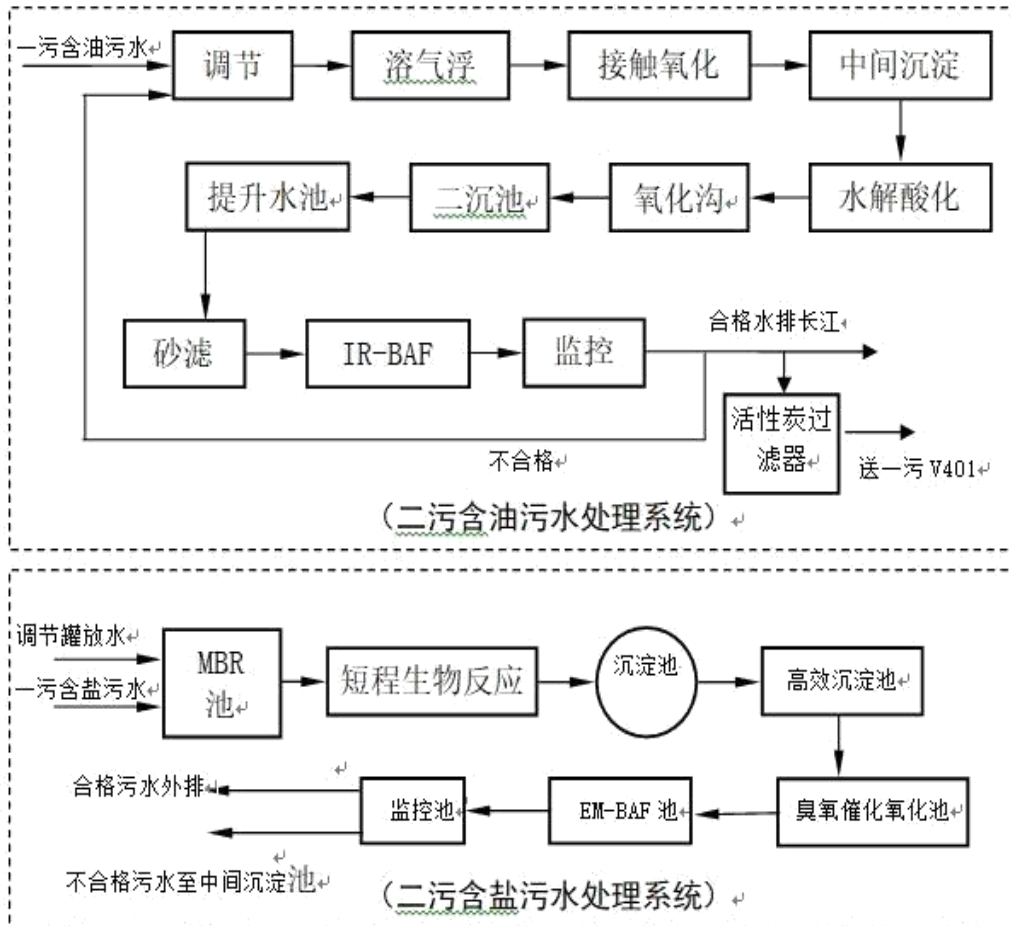 一污含油污水
调节
溶气浮
接触氧化
中间沉淀
提升水池
二沉池
氧化沟
水解酸化
合格水排长江
砂滤
IR-BAF
监控
活性炭过
滤器
不合格
送一污 V401
（二污含油污水处理系统）
调节罐放水
一污含盐污水
MBR
池
短程生物反应
沉淀池
高效沉淀池
合格污水外排
监控池
EM-BAF 池
臭氧催化氧化池
不合格污水至中间沉淀池
（二污含盐污水处理系统）